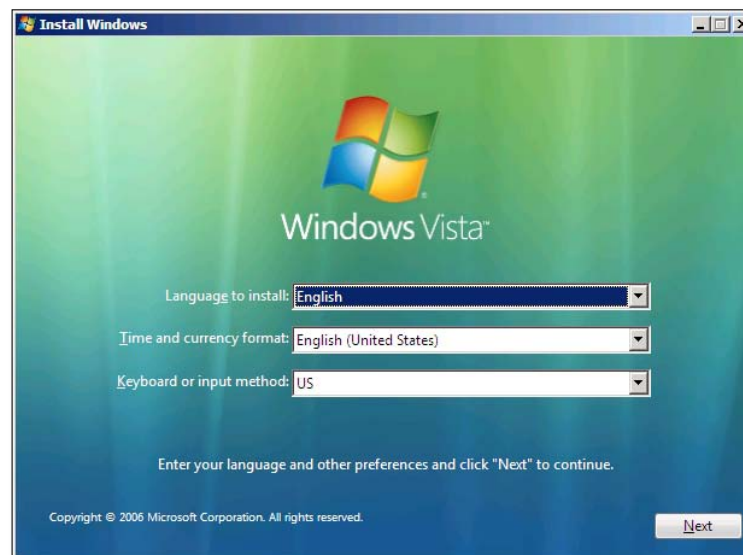 Install Windows
Windows Vista™
Language to install: English
Time and currency format: English (United States)
Keyboard or input method: US
Enter your language and other preferences and click "Next" to continue.
Copyright © 2006 Microsoft Corporation. All rights reserved.
Next